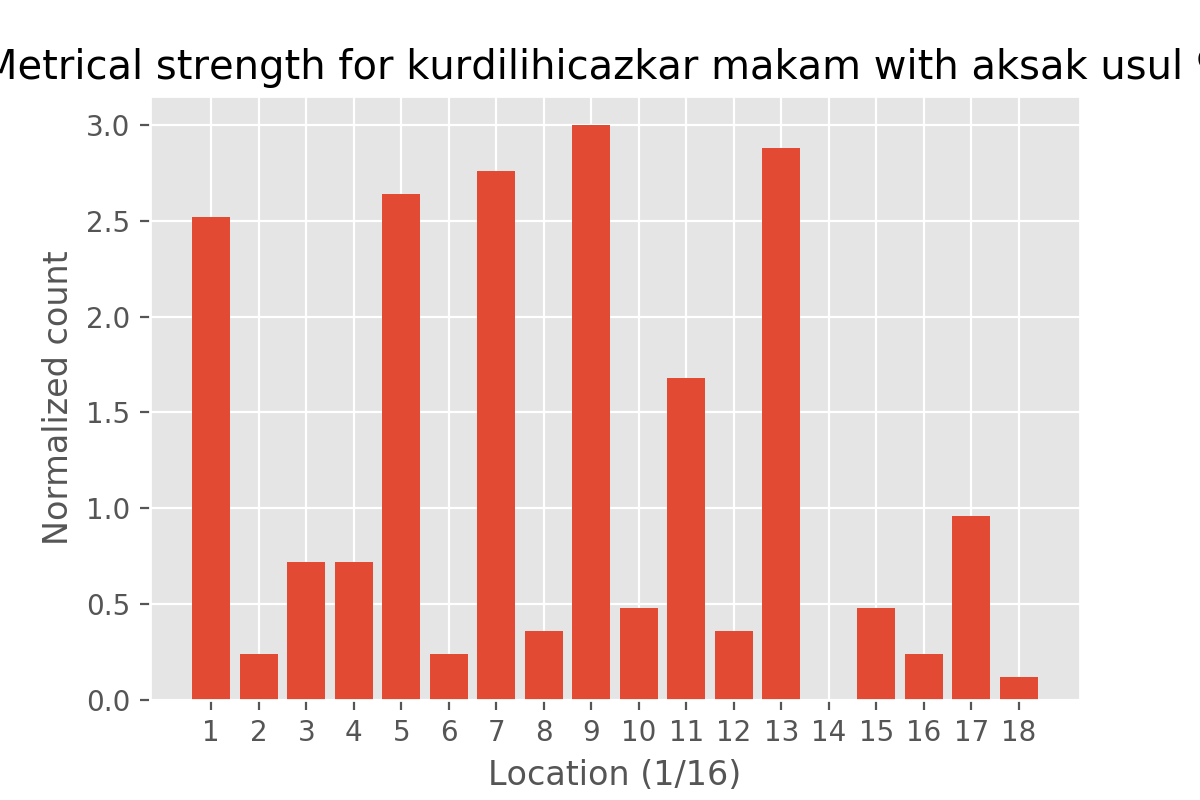 Metrical strength for kurdilihicazkar makam with aksak usul
3.0
2.5
2.0
1.5
1.0
0.5
0.0
Normalized count
1 2 3 4 5 6 7 8 9 10 11 12 13 14 15 16 17 18
Location (1/16)